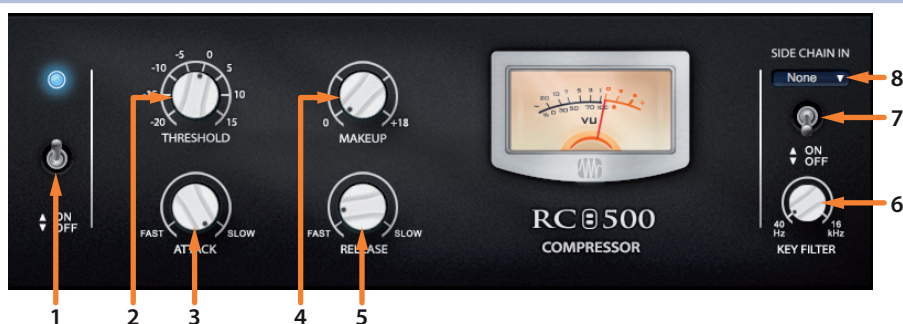 SIDE CHAIN IN
None ▼
8
7
▲ ON
▼ OFF
6
40 Hz
16 kHz
KEY FILTER
-20
-15
-10
-5
0
5
10
15
THRESHOLD
2
0
+18
MAKEUP
4
▲ ON
▼ OFF
1
FAST
SLOW
ATTACK
3
FAST
SLOW
RELEASE
5
VU
RC 500
COMPRESSOR